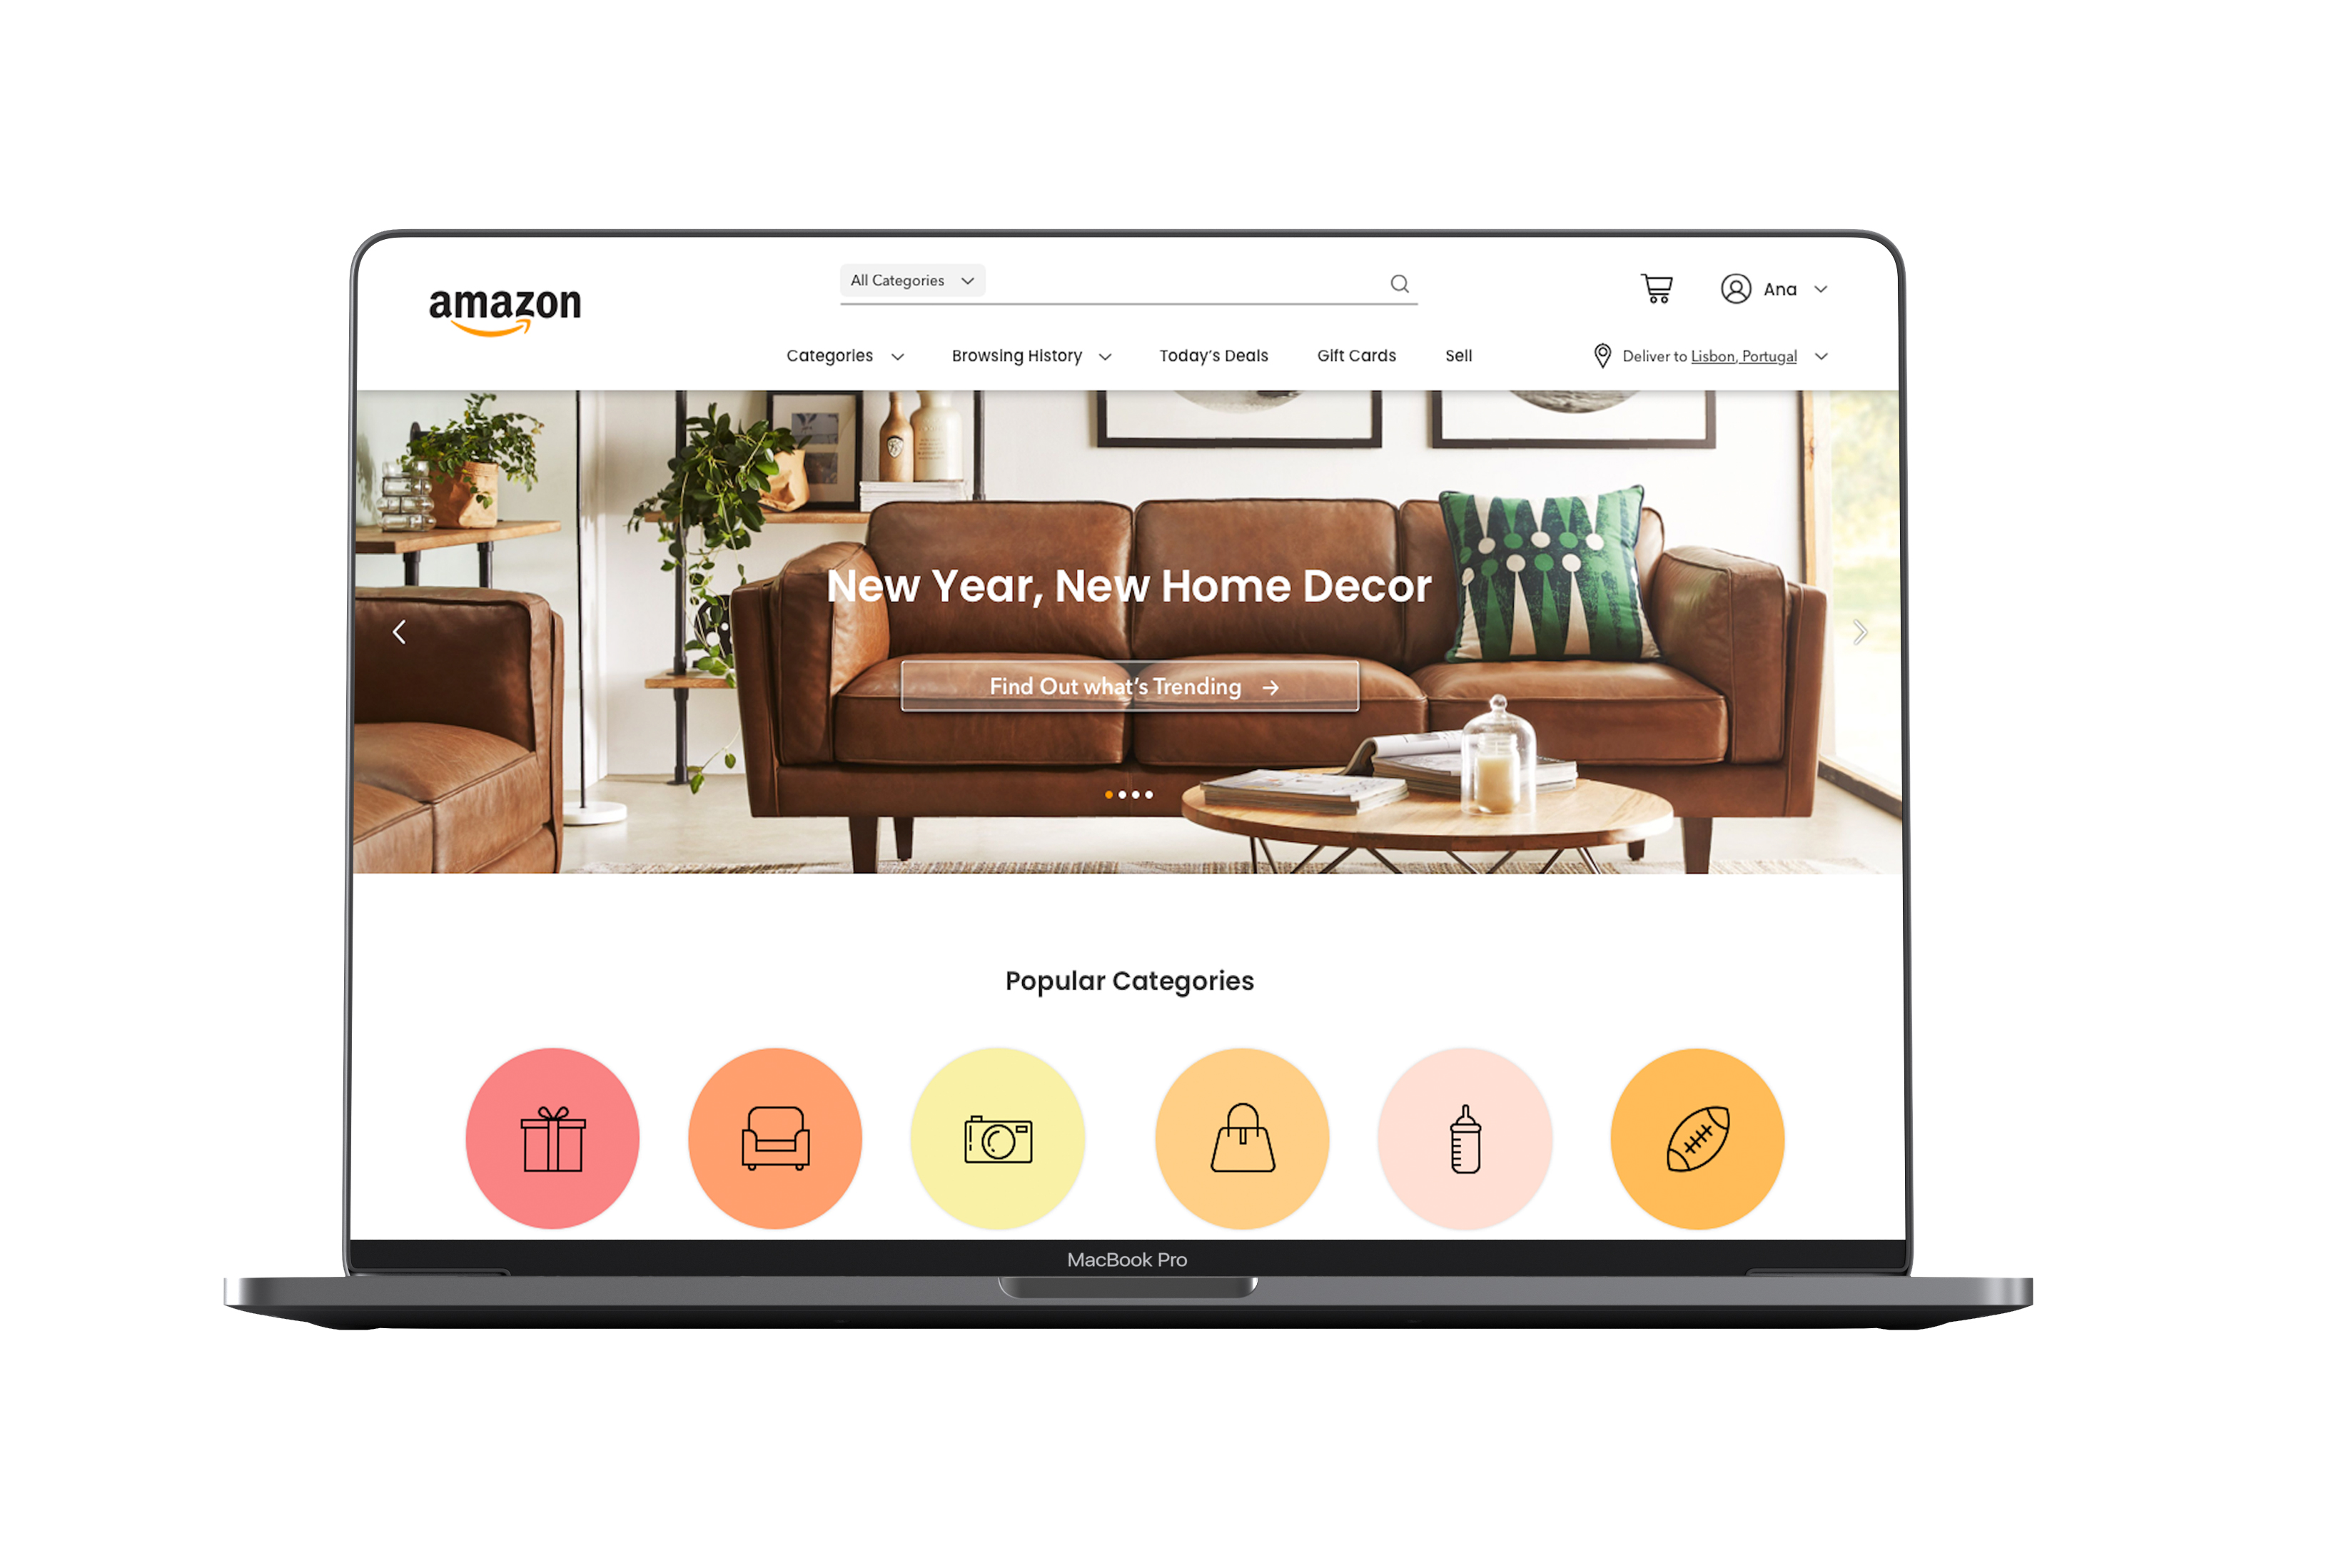 amazon
All Categories
Ana
Categories
Browsing History
Today's Deals
Gift Cards
Sell
Deliver to Lisbon, Portugal
New Year, New Home Decor
Find Out what's Trending →
Popular Categories
MacBook Pro